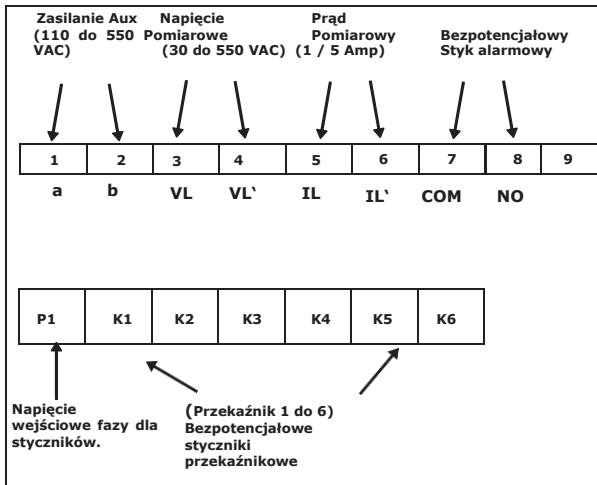 Zasilanie Aux
(110 do 550
VAC)
Napięcie
Pomiarowe
(30 do 550 VAC)
Prąd
Pomiarowy
(1 / 5 Amp)
Bezpotencjałowy
Styk alarmowy
1 2 3 4 5 6 7 8 9
a b VL VL‘ IL IL‘ COM NO
P1 K1 K2 K3 K4 K5 K6
Napięcie
wejściowe fazy dla
styczników.
(Przekaźnik 1 do 6)
Bezpotencjałowe
styczniki
przekaźnikowe